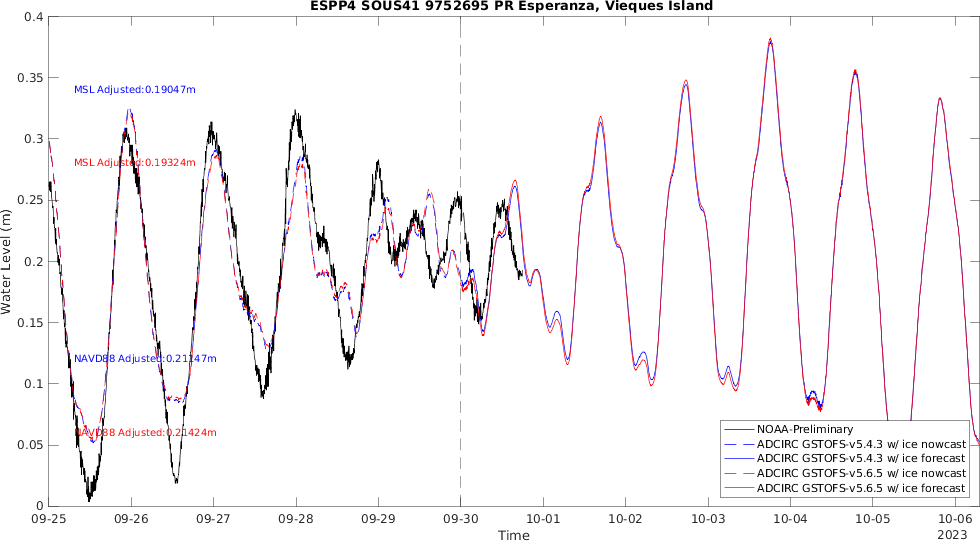 ESPP4 SOUS41 9752695 PR Esperanza, Vieques Island
0.4
0.35
0.3
0.25
0.2
0.15
0.1
0.05
0
Water Level (m)
MSL Adjusted:0.19047m
MSL Adjusted:0.19324m
NAVD88 Adjusted:0.21147m
NAVD88 Adjusted:0.21424m
NOAA-Preliminary
ADCIRC GSTOFS-v5.4.3 w/ ice nowcast
ADCIRC GSTOFS-v5.4.3 w/ ice forecast
ADCIRC GSTOFS-v5.6.5 w/ ice nowcast
ADCIRC GSTOFS-v5.6.5 w/ ice forecast
09-25 09-26 09-27 09-28 09-29 09-30 10-01 10-02 10-03 10-04 10-05 10-06
2023
Time